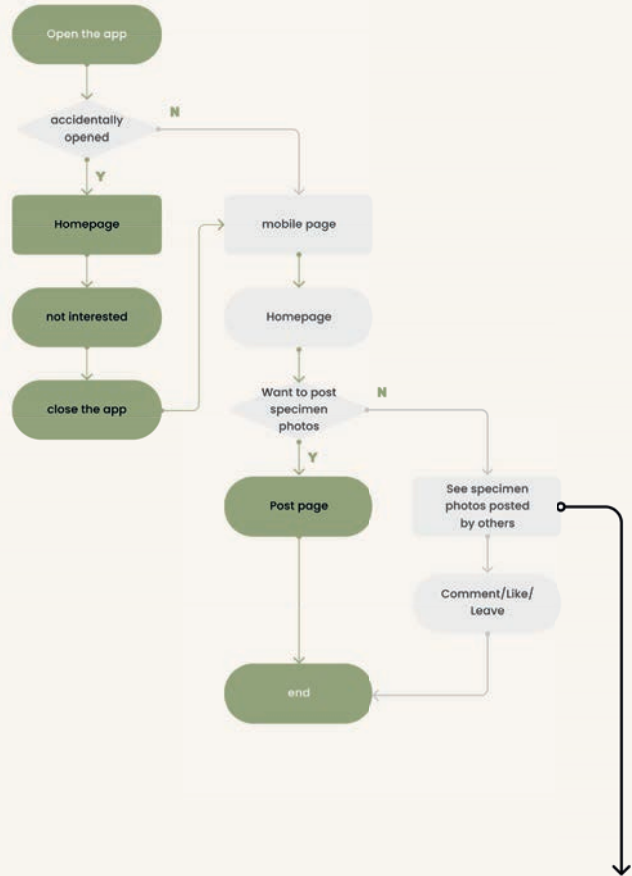 Open the app
accidentally
opened
N
Y
Homepage
mobile page
not interested
Homepage
close the app
Want to post
specimen
photos
N
Y
Post page
See specimen
photos posted
by others
Comment/Like/
Leave
end